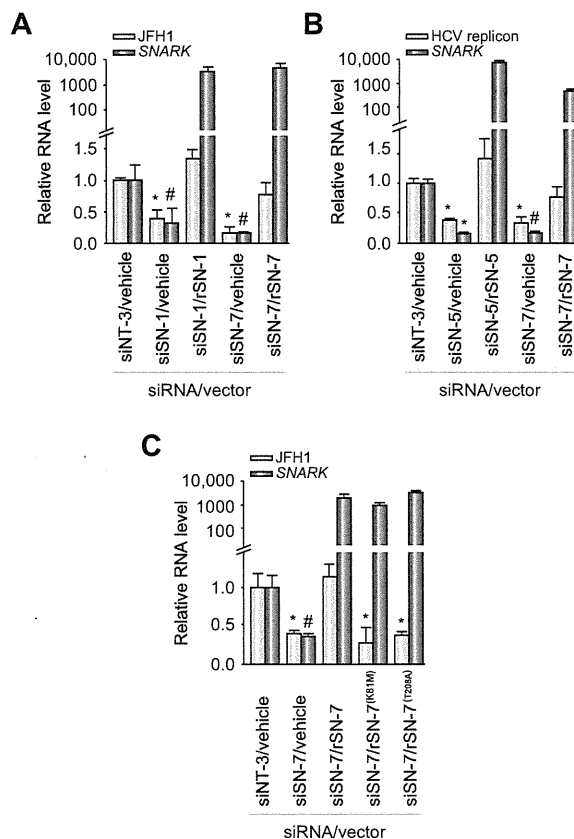 A
JFH1
SNARK
Relative RNA level
10,000
1000
100
1.5
1.0
0.5
0.0
* # * #
siNT-3/vehicle
siSN-1/vehicle
siSN-1/rSN-1
siSN-7/vehicle
siSN-7/rSN-7
siRNA/vector
B
HCV replicon
SNARK
Relative RNA level
10,000
1000
100
1.5
1.0
0.5
0.0
* * * #
siNT-3/vehicle
siSN-5/vehicle
siSN-5/rSN-5
siSN-7/vehicle
siSN-7/rSN-7
siRNA/vector
C
JFH1
SNARK
Relative RNA level
10,000
1000
100
1.0
0.5
0.0
* # * *
siNT-3/vehicle
siSN-7/vehicle
siSN-7/rSN-7
siSN-7/rSN-7(K81M)
siSN-7/rSN-7(T208A)
siRNA/vector